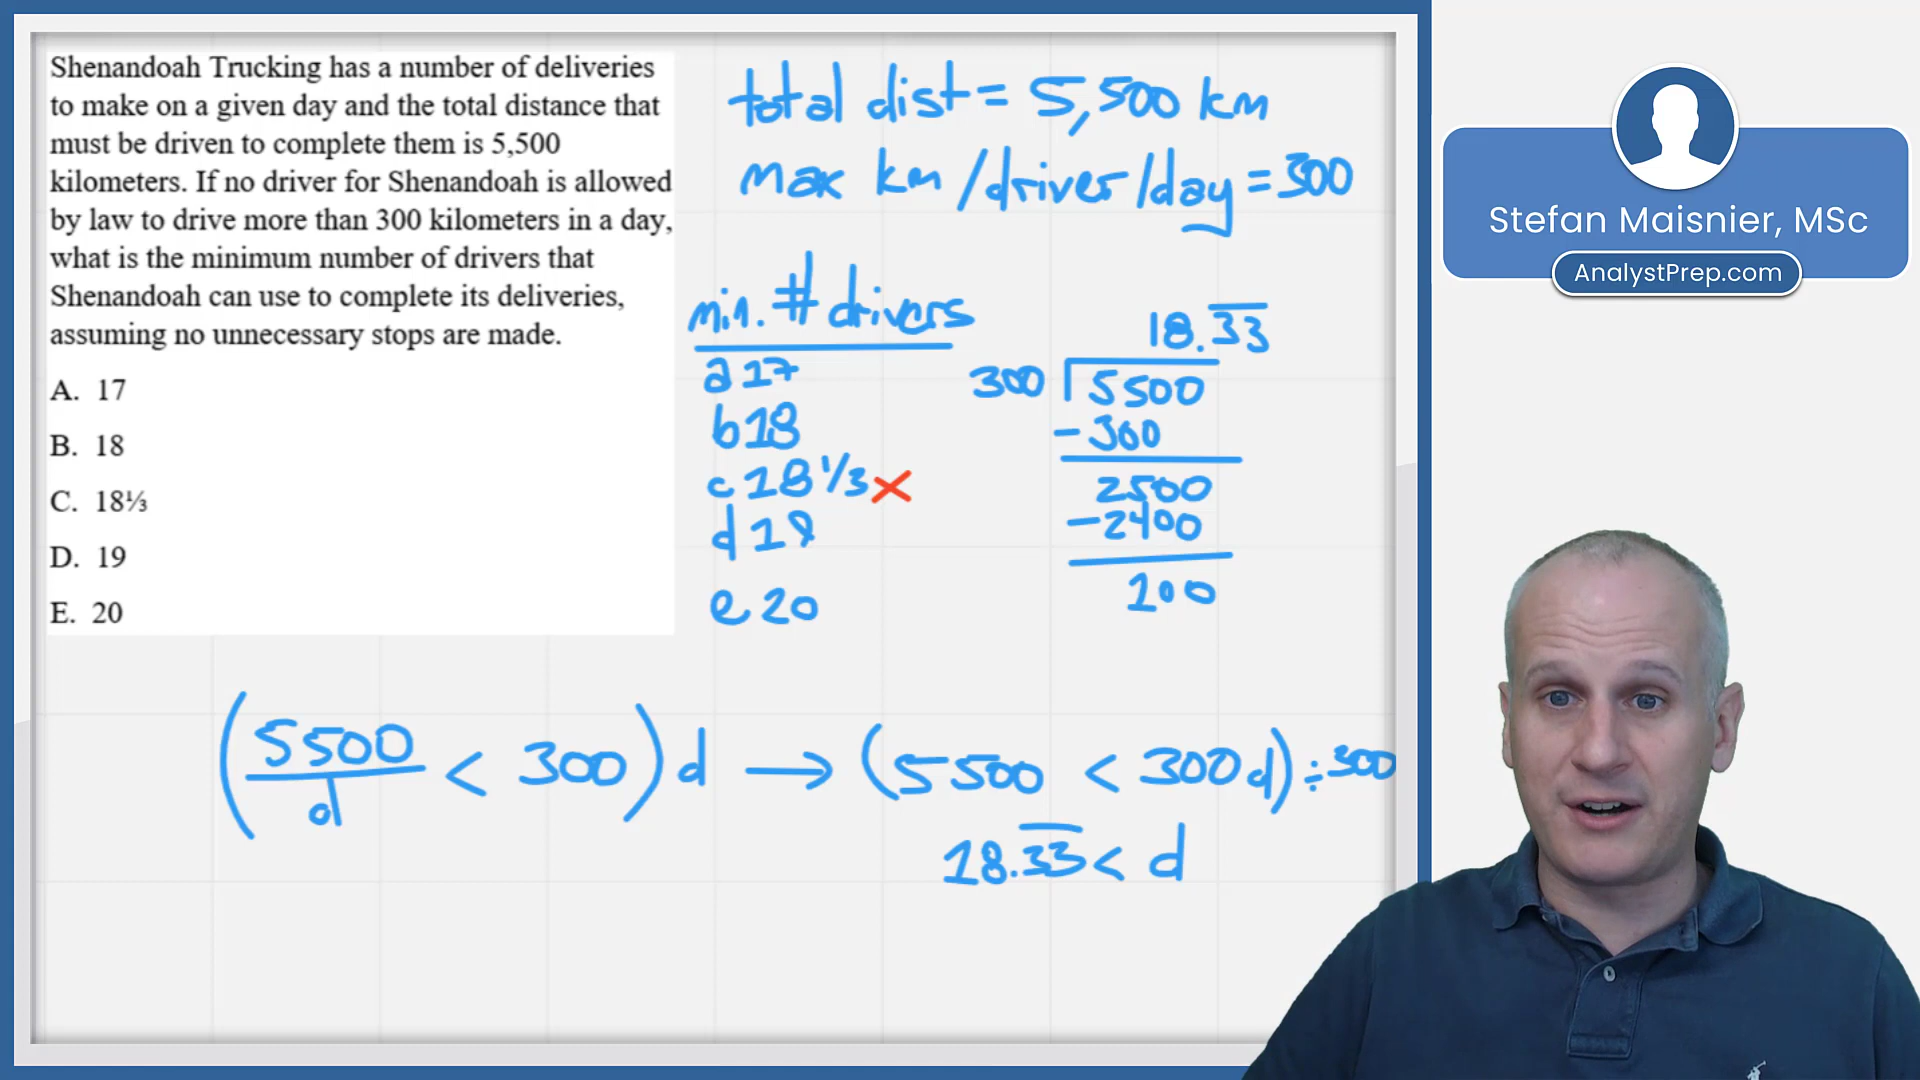 Shenandoah Trucking has a number of deliveries
to make on a given day and the total distance that
must be driven to complete them is 5,500
kilometers. If no driver for Shenandoah is allowed
by law to drive more than 300 kilometers in a day,
what is the minimum number of drivers that
Shenandoah can use to complete its deliveries,
assuming no unnecessary stops are made.
A. 17
B. 18
C. 18⅓
D. 19
E. 20
total dist = 5,500 km
max km/driver/day = 300
min. # drivers
a 17
b 18
c 18 1/3 ×
d 19
e 20
18.33
300 5500
-300
2500
-2400
100
(5500/d < 300) d → (5500 < 300d) ÷ 300
18.33 < d
Stefan Maisnier, MSc
AnalystPrep.com